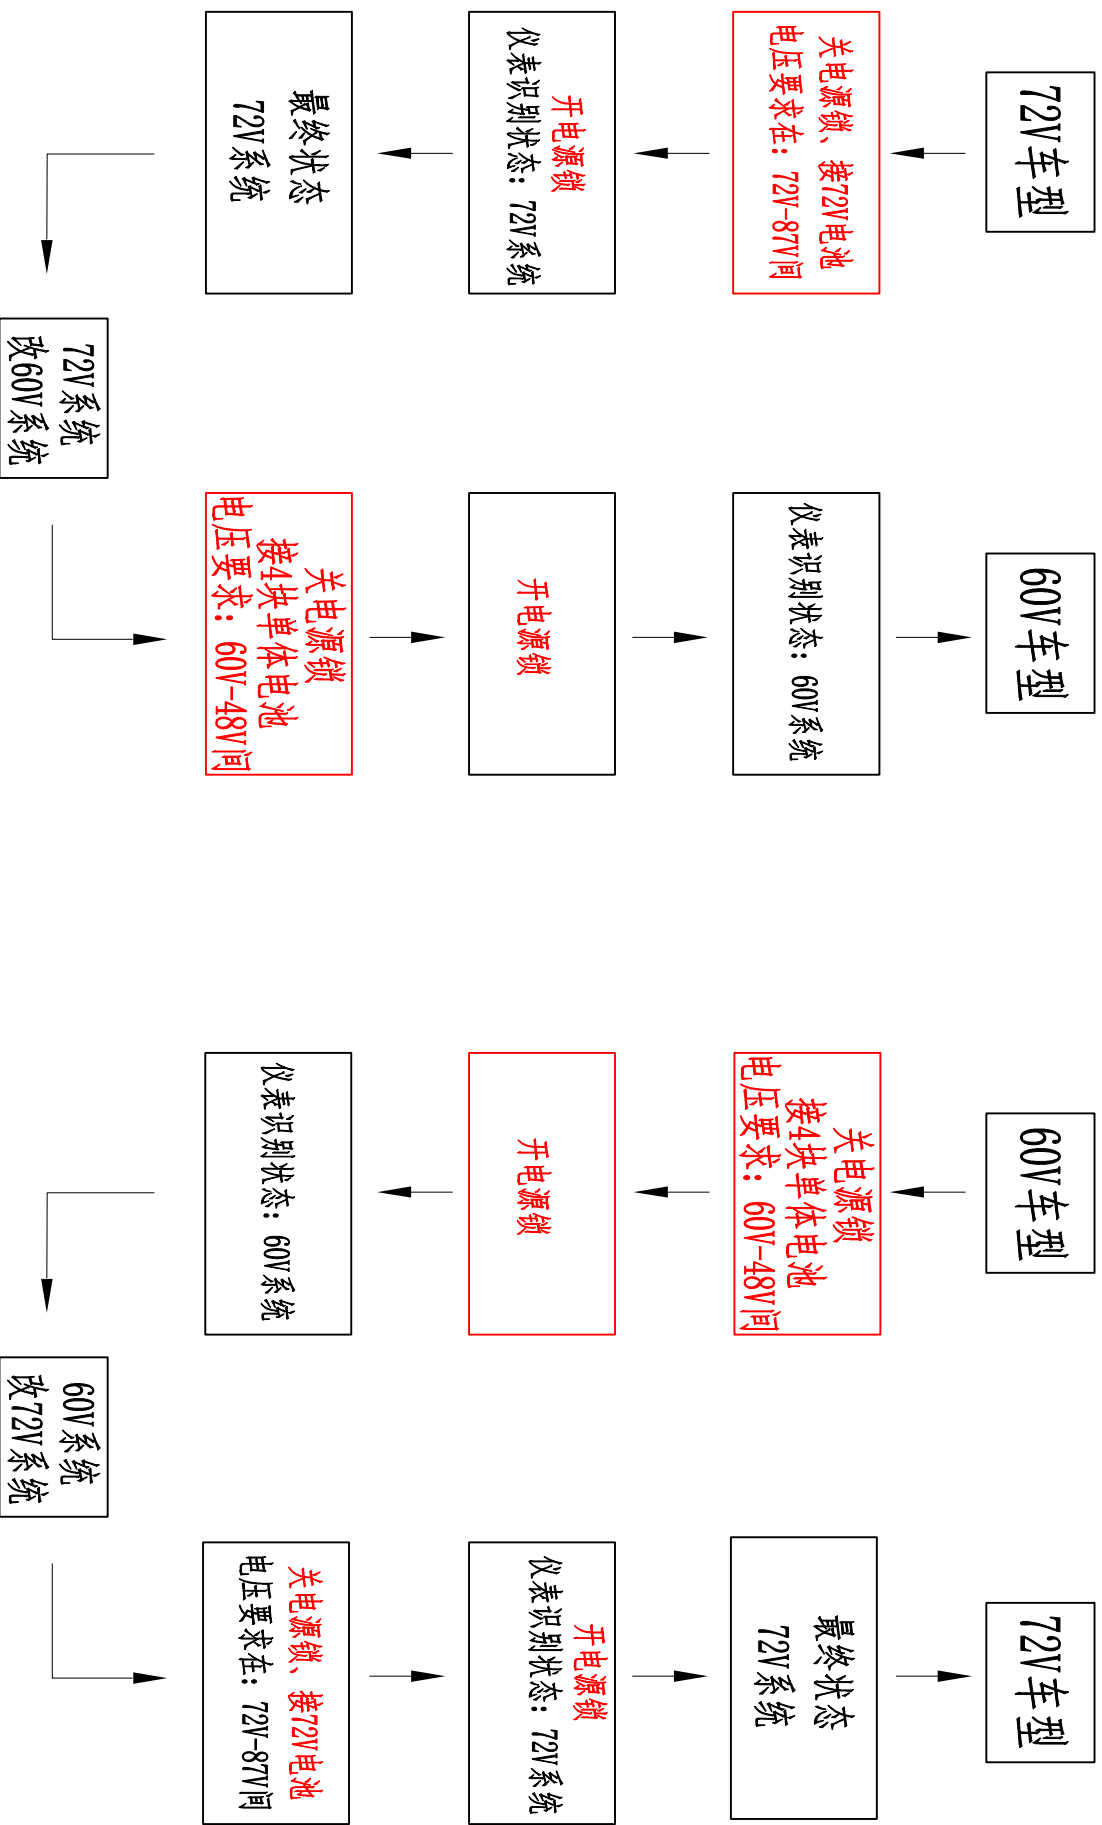 72V车型
关电源锁、接72V电池
电压要求在：72V-87V间
开电源锁
仪表识别状态：72V系统
最终状态
72V系统
72V系统
改60V系统
关电源锁
接4块单体电池
电压要求：60V-48V间
开电源锁
仪表识别状态：60V系统
60V车型
60V车型
关电源锁
接4块单体电池
电压要求：60V-48V间
开电源锁
仪表识别状态：60V系统
60V系统
改72V系统
关电源锁、接72V电池
电压要求在：72V-87V间
开电源锁
仪表识别状态：72V系统
最终状态
72V系统
72V车型